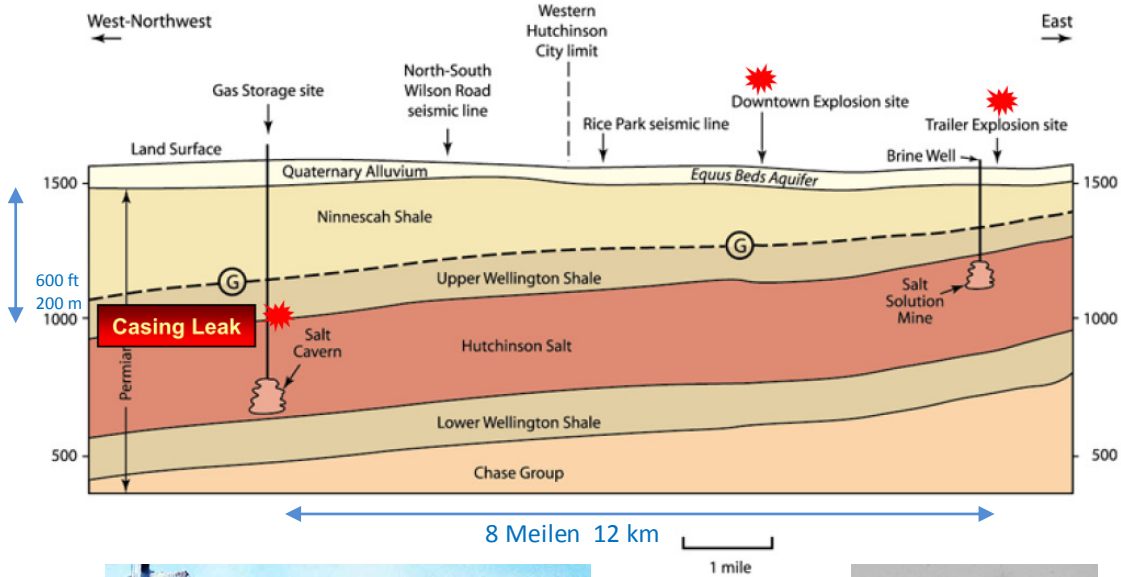 West-Northwest
Western
Hutchinson
City limit
East
North-South
Wilson Road
seismic line
Gas Storage site
Downtown Explosion site
Rice Park seismic line
Trailer Explosion site
Land Surface
Brine Well
Quaternary Alluvium
Equus Beds Aquifer
1500
1500
Ninnescah Shale
G
600 ft
200 m
G
Upper Wellington Shale
Salt
Solution
Mine
1000
1000
Casing Leak
Salt
Cavern
Hutchinson Salt
Permian
Lower Wellington Shale
500
500
Chase Group
8 Meilen 12 km
1 mile